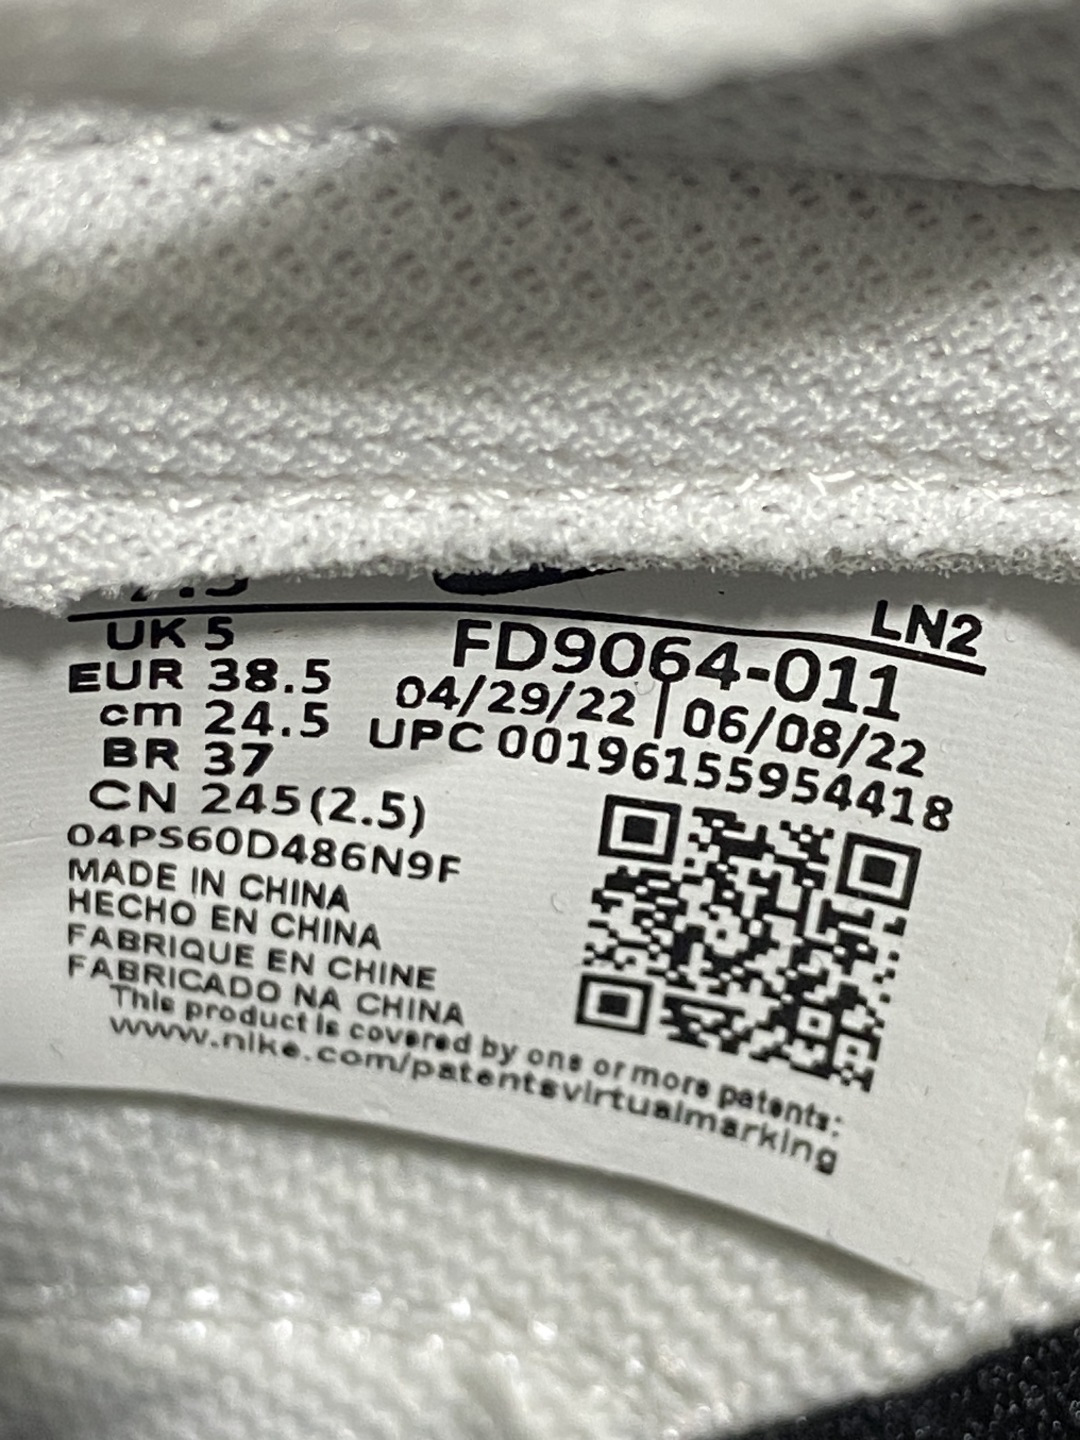 LN2
UK 5
EUR 38.5
cm 24.5
BR 37
CN 245(2.5)
FD9064-011
04/29/22 | 06/08/22
UPC 00196155954418
04PS60D486N9F
MADE IN CHINA
HECHO EN CHINA
FABRIQUE EN CHINE
FABRICADO NA CHINA
This product is covered by one or more patents:
www.nike.com/patentsvirtualmarking